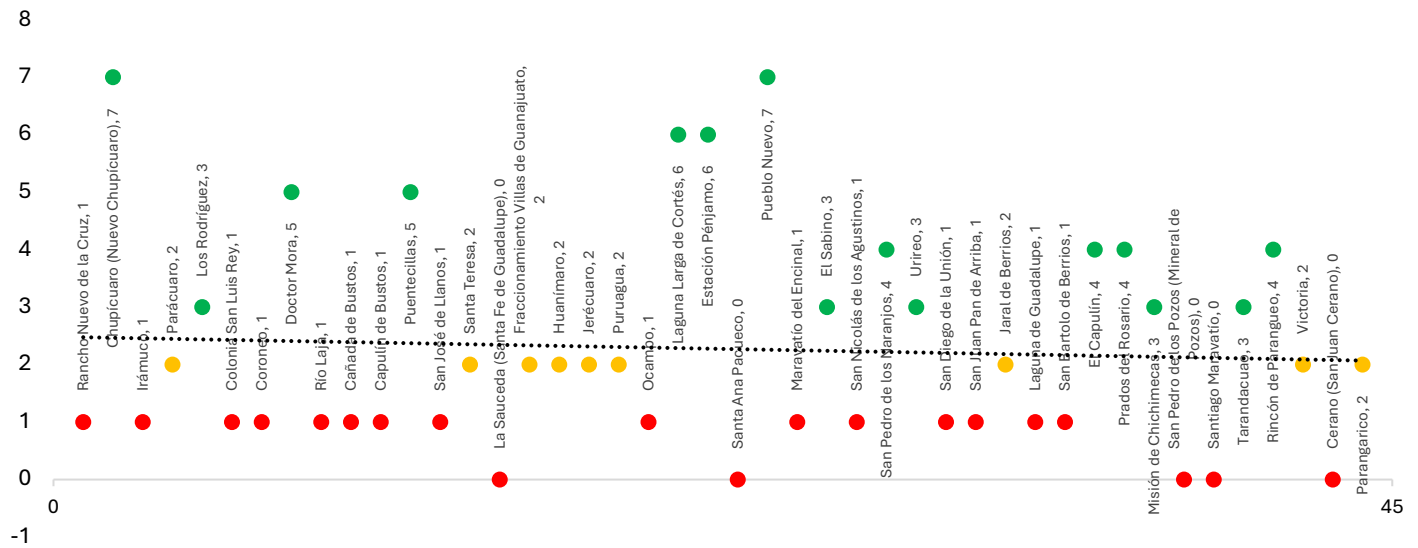 8
7
6
5
4
3
2
1
0
-1
0
45
Rancho Nuevo de la Cruz, 1
Chupícuaro (Nuevo Chupícuaro), 7
Irámuco, 1
Parácuaro, 2
Los Rodríguez, 3
Colonia San Luis Rey, 1
Coroneo, 1
Doctor Mora, 5
Río Laja, 1
Cañada de Bustos, 1
Capulín de Bustos, 1
Puentecillas, 5
San José de Llanos, 1
Santa Teresa, 2
La Sauceda (Santa Fe de Guadalupe), 0
Fraccionamiento Villas de Guanajuato,
2
Huanímaro, 2
Jerécuaro, 2
Puruagua, 2
Ocampo, 1
Laguna Larga de Cortés, 6
Estación Pénjamo, 6
Santa Ana Pacueco, 0
Pueblo Nuevo, 7
Maravatío del Encinal, 1
El Sabino, 3
San Nicolás de los Agustinos, 1
San Pedro de los Naranjos, 4
Urireo, 3
San Diego de la Unión, 1
San Juan Pan de Arriba, 1
Jaral de Berrios, 2
Laguna de Guadalupe, 1
San Bartolo de Berrios, 1
El Capulín, 4
Prados del Rosario, 4
Misión de Chichimecas, 3
San Pedro de los Pozos (Mineral de
Pozos), 0
Santiago Maravatío, 0
Tarandacuao, 3
Rincón de Parangueo, 4
Victoria, 2
Cerano (San Juan Cerano), 0
Parangarico, 2